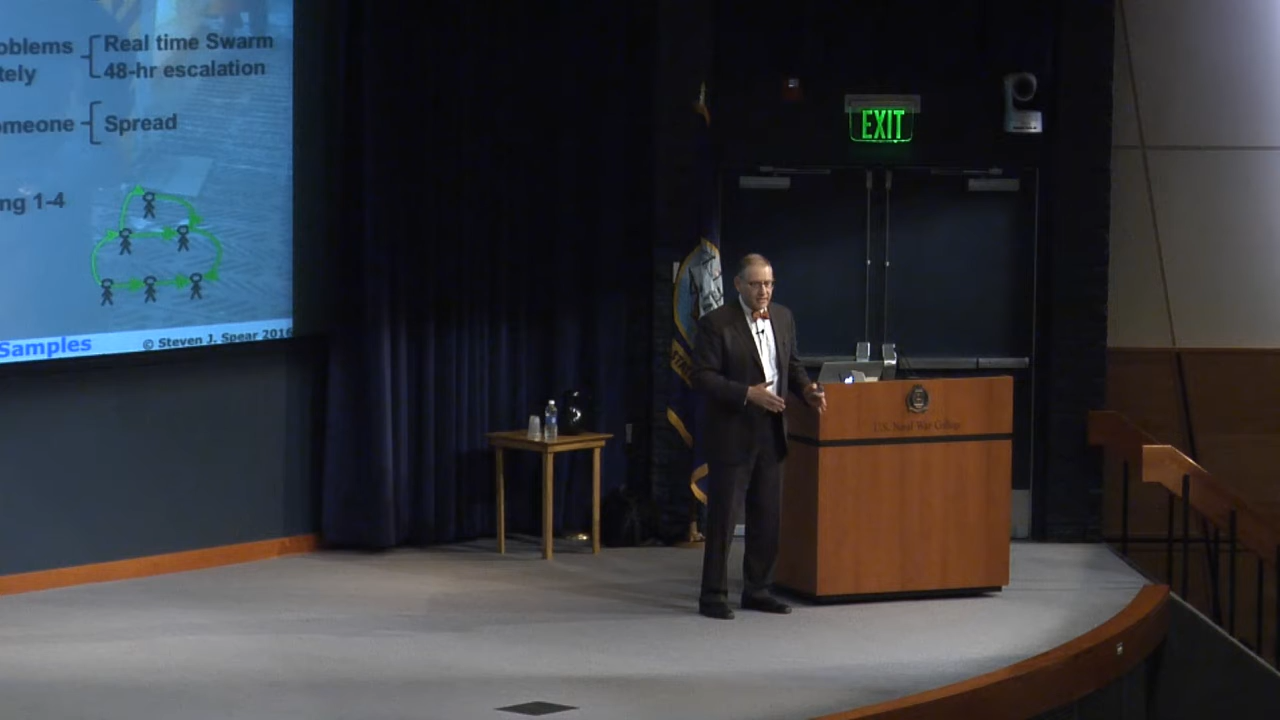 oblems
tely
Real time Swarm
48-hr escalation
omeone
Spread
ng 1-4
Samples
© Steven J. Spear 2016
EXIT
U.S. Naval War College